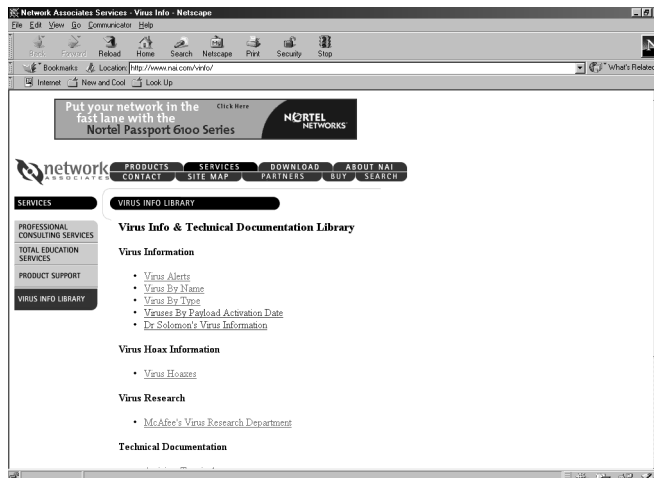 Network Associates Services - Virus Info - Netscape
File Edit View Go Communicator Help
Back Forward Reload Home Search Netscape Print Security Stop
Bookmarks Location: http://www.nai.com/vinfo/ What's Related
Internet New and Cool Look Up
Put your network in the Click Here
fast lane with the
Nortel Passport 6100 Series
NORTEL
NETWORKS
network
ASSOCIATES
PRODUCTS SERVICES DOWNLOAD ABOUT NAI
CONTACT SITE MAP PARTNERS BUY SEARCH
SERVICES
PROFESSIONAL
CONSULTING SERVICES
TOTAL EDUCATION
SERVICES
PRODUCT SUPPORT
VIRUS INFO LIBRARY
VIRUS INFO LIBRARY
Virus Info & Technical Documentation Library
Virus Information
• Virus Alerts
• Virus By Name
• Virus By Type
• Viruses By Payload Activation Date
• Dr Solomon's Virus Information
Virus Hoax Information
• Virus Hoaxes
Virus Research
• McAfee's Virus Research Department
Technical Documentation